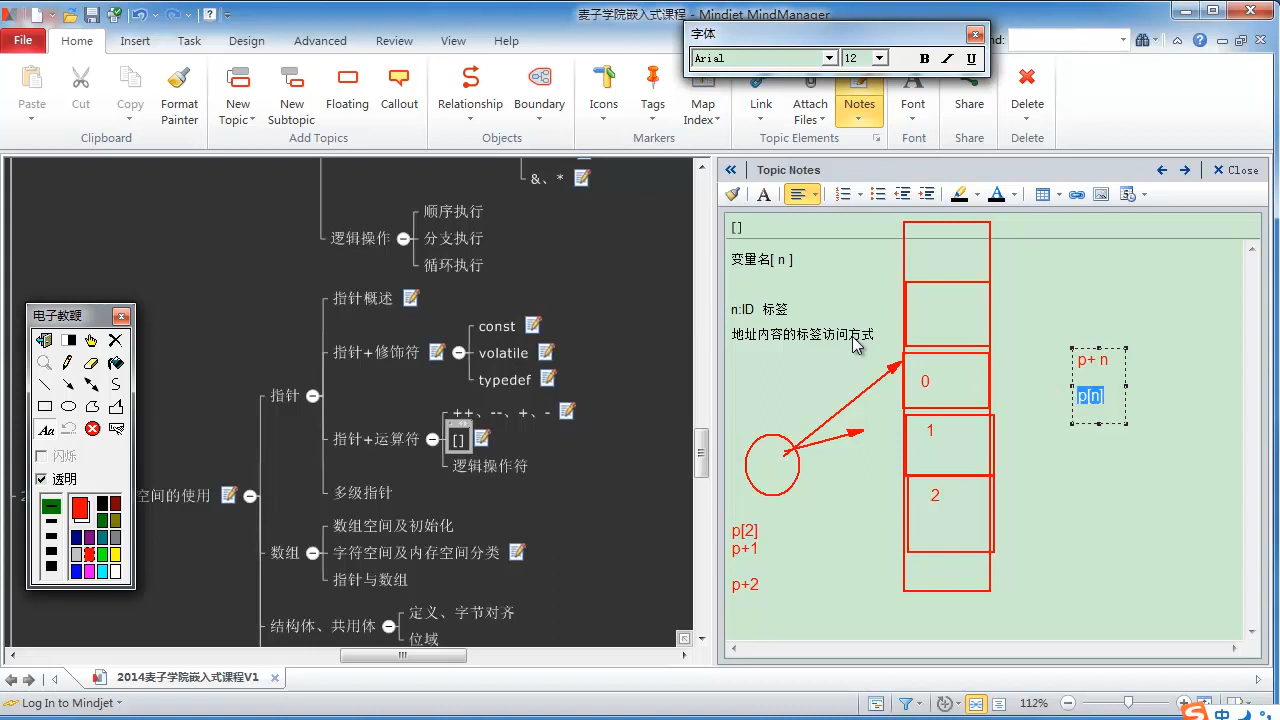 麦子学院嵌入式课程 - Mindjet MindManager
字体
Arial
12
B I U
File
Home
Insert
Task
Design
Advanced
Review
View
Help
Paste
Cut
Copy
Format Painter
Clipboard
New Topic
New Subtopic
Floating
Callout
Add Topics
Relationship
Boundary
Objects
Icons
Tags
Map Index
Markers
Link
Attach Files
Notes
Topic Elements
Font
Font
Share
Share
Delete
Delete
&、*
逻辑操作
顺序执行
分支执行
循环执行
指针
指针概述
指针+修饰符
const
volatile
typedef
指针+运算符
++、--、+、-
[]
逻辑操作符
多级指针
空间的使用
数组
数组空间及初始化
字符空间及内存空间分类
指针与数组
结构体、共用体
定义、字节对齐
位域
电子教鞭
Aa
闪烁
透明
Topic Notes
Close
[]
变量名[ n ]
n:ID 标签
地址内容的标签访问方式
0
1
2
p+ n
p[n]
p[2]
p+1
p+2
2014麦子学院嵌入式课程V1
Log In to Mindjet
112%
中